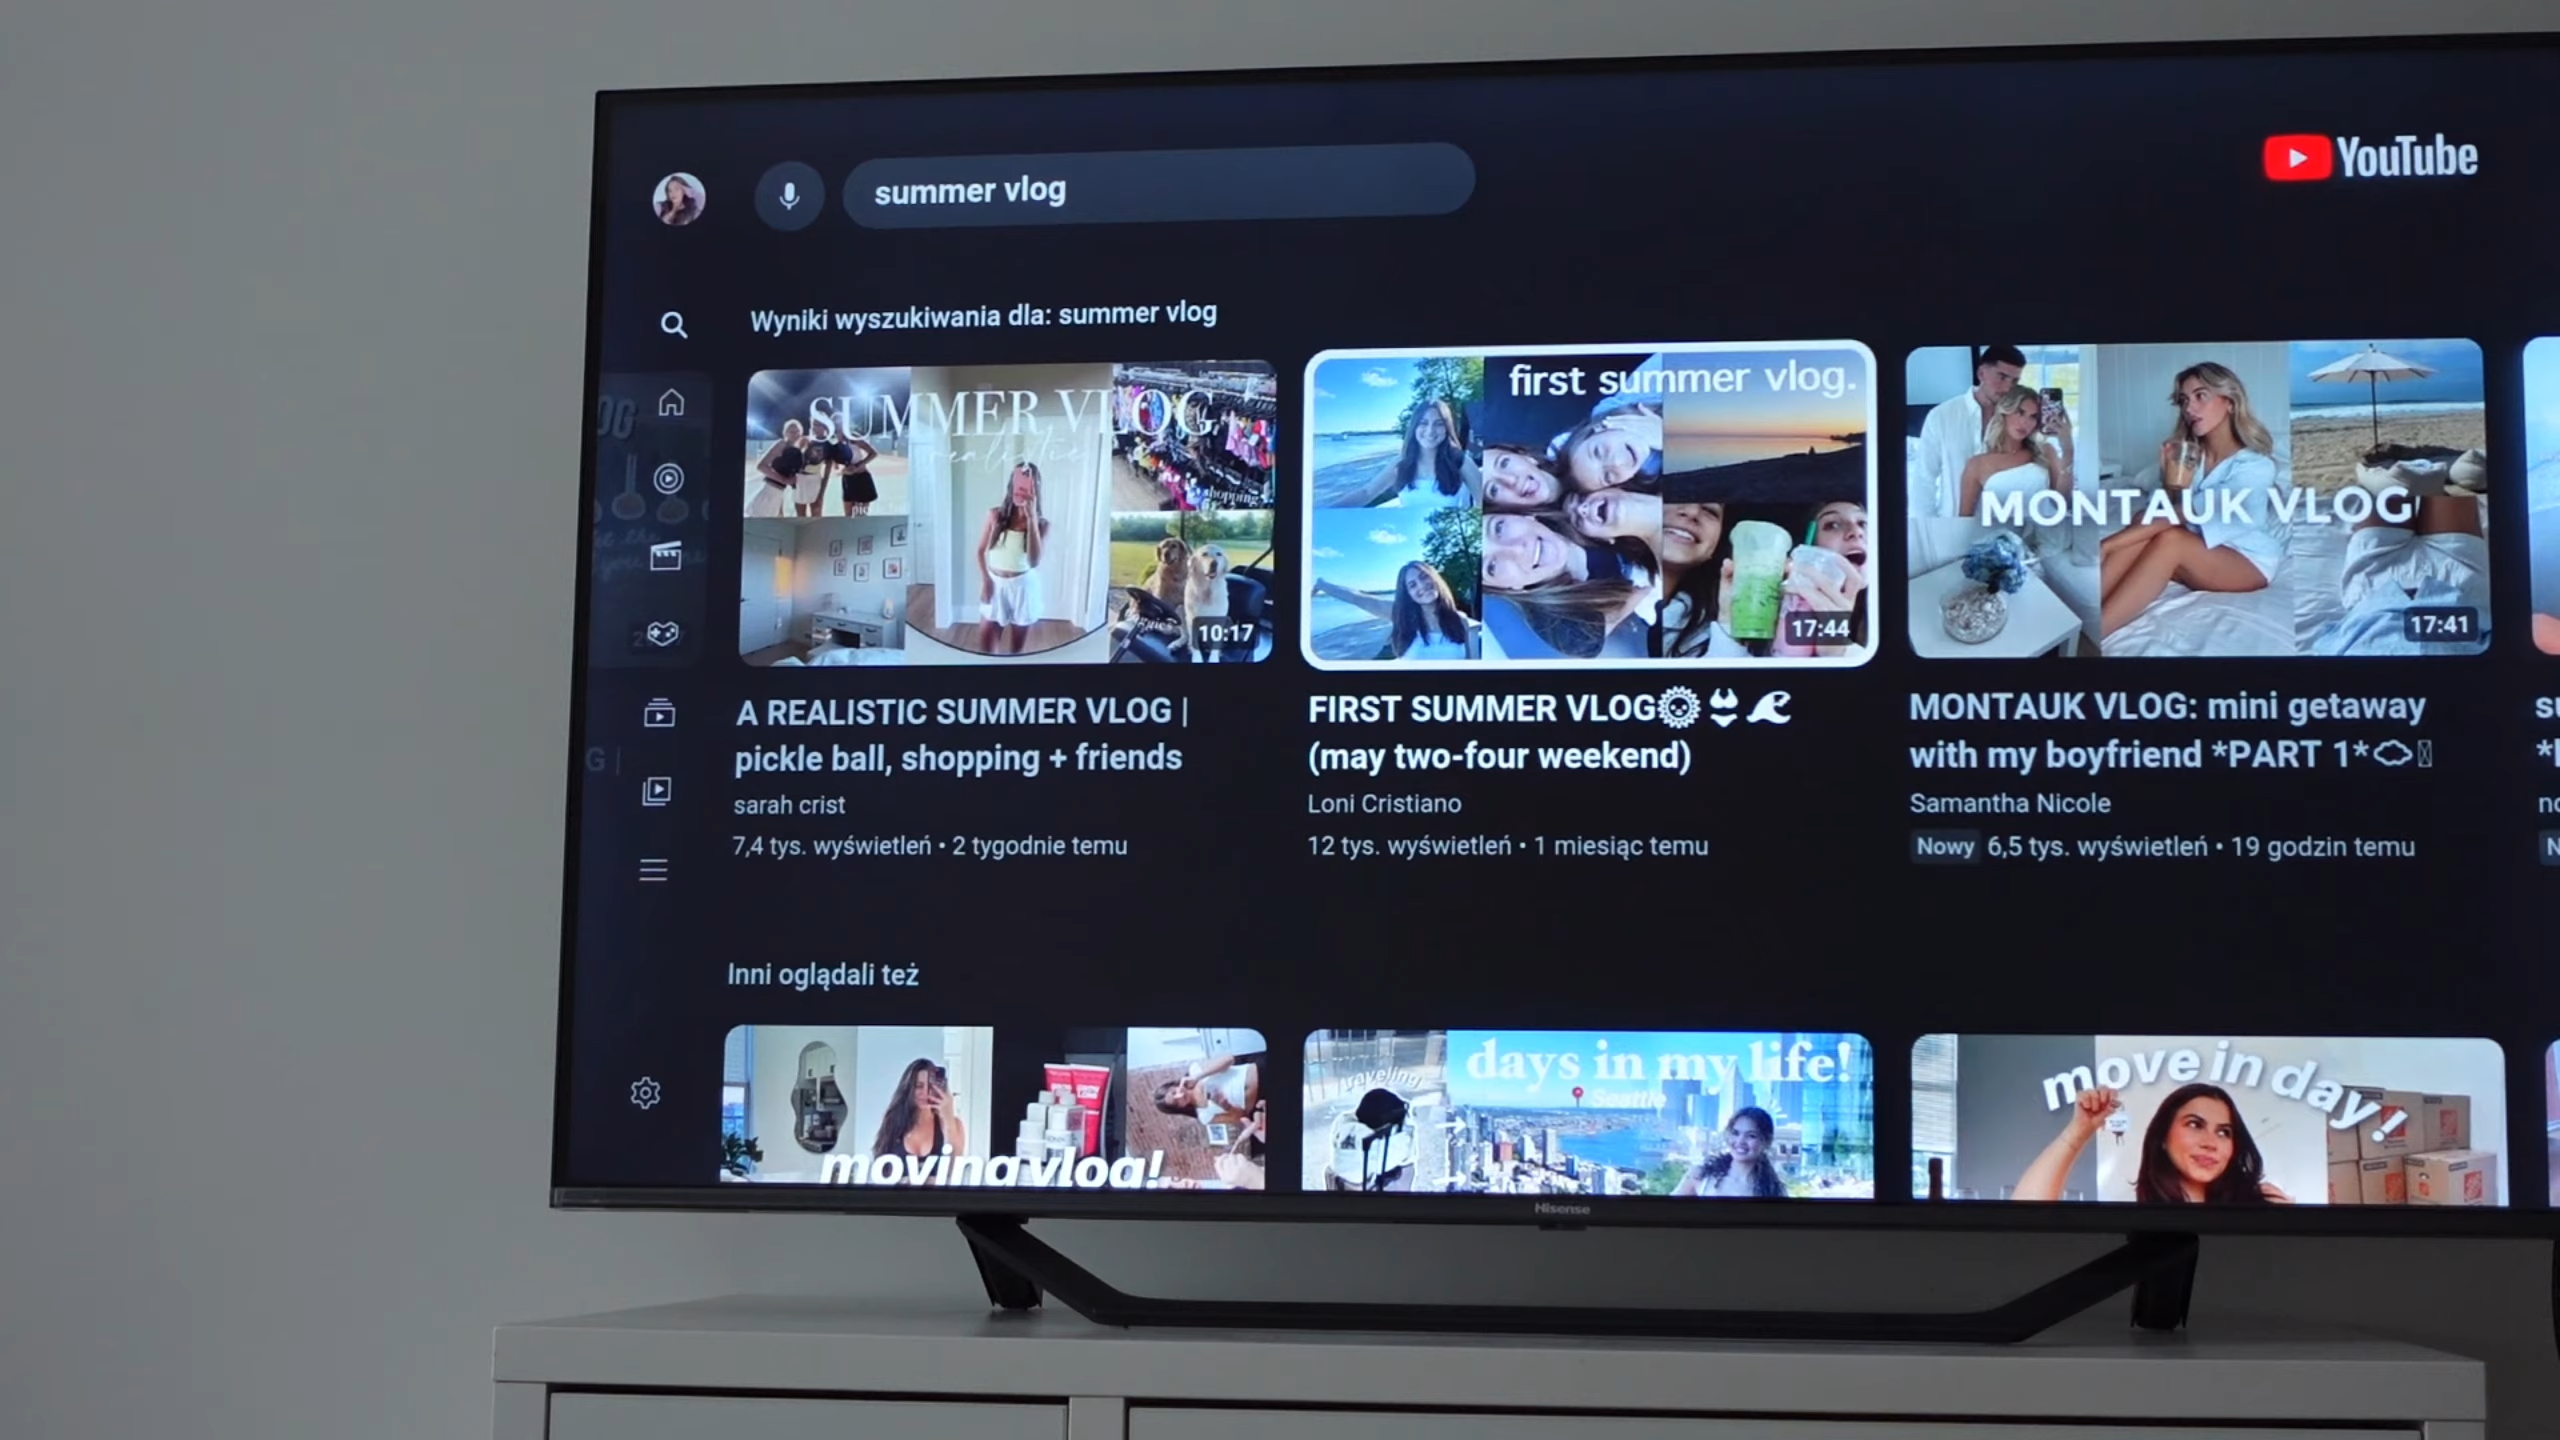 summer vlog
YouTube
Wyniki wyszukiwania dla: summer vlog
SUMMER VLOG
realistic
shopping
10:17
first summer vlog.
17:44
MONTAUK VLOG
17:41
A REALISTIC SUMMER VLOG |
pickle ball, shopping + friends
sarah crist
7,4 tys. wyświetleń • 2 tygodnie temu
FIRST SUMMER VLOG🌞👙🌊
(may two-four weekend)
Loni Cristiano
12 tys. wyświetleń • 1 miesiąc temu
MONTAUK VLOG: mini getaway
with my boyfriend *PART 1*
Samantha Nicole
Nowy 6,5 tys. wyświetleń • 19 godzin temu
G |
Inni oglądali też
moving vlog!
traveling
days in my life!
Seattle
move in day!
Hisense